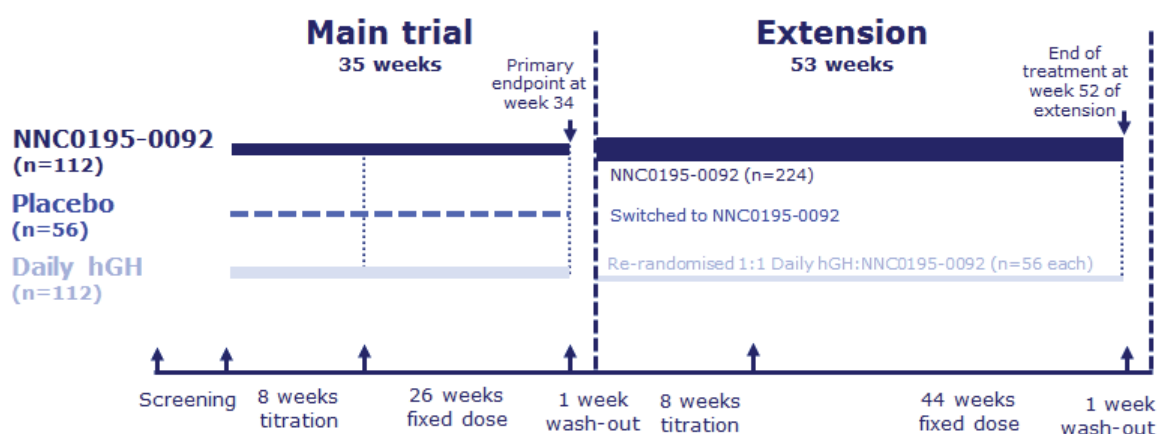 Main trial
35 weeks
Primary
endpoint at
week 34
Extension
53 weeks
End of
treatment at
week 52 of
extension
NNC0195-0092
(n=112)
NNC0195-0092 (n=224)
Placebo
(n=56)
Switched to NNC0195-0092
Daily hGH
(n=112)
Re-randomised 1:1 Daily hGH:NNC0195-0092 (n=56 each)
Screening
8 weeks
titration
26 weeks
fixed dose
1 week
wash-out
8 weeks
titration
44 weeks
fixed dose
1 week
wash-out